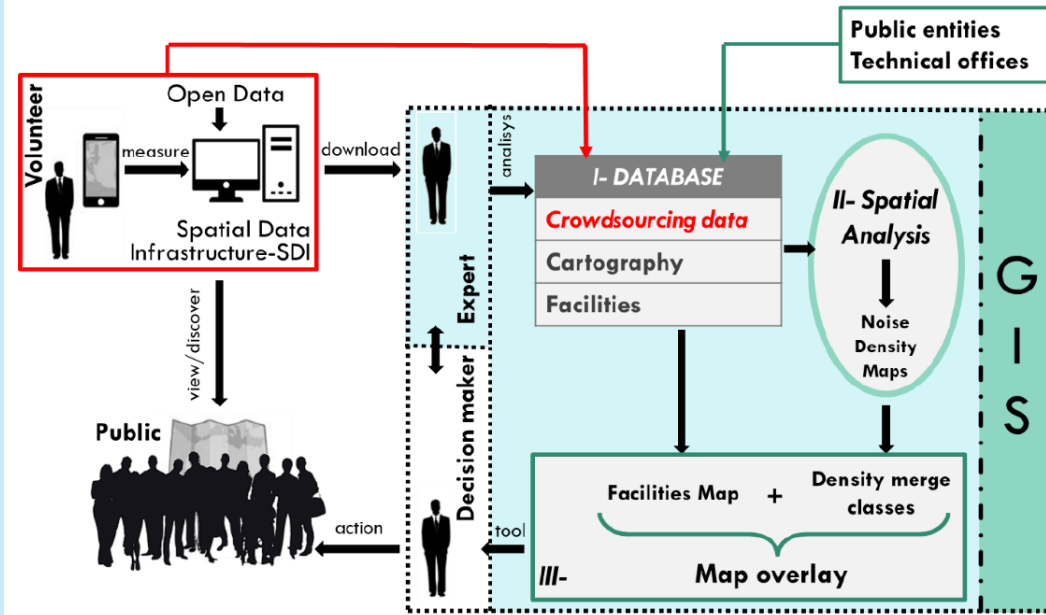 Public entities
Technical offices
Volunteer
Open Data
measure
Spatial Data
Infrastructure-SDI
download
Expert
analisys
I- DATABASE
Crowdsourcing data
Cartography
Facilities
II- Spatial
Analysis
Noise
Density
Maps
G
I
S
view/discover
Public
action
Decision maker
tool
Facilities Map
+
Density merge
classes
III-
Map overlay